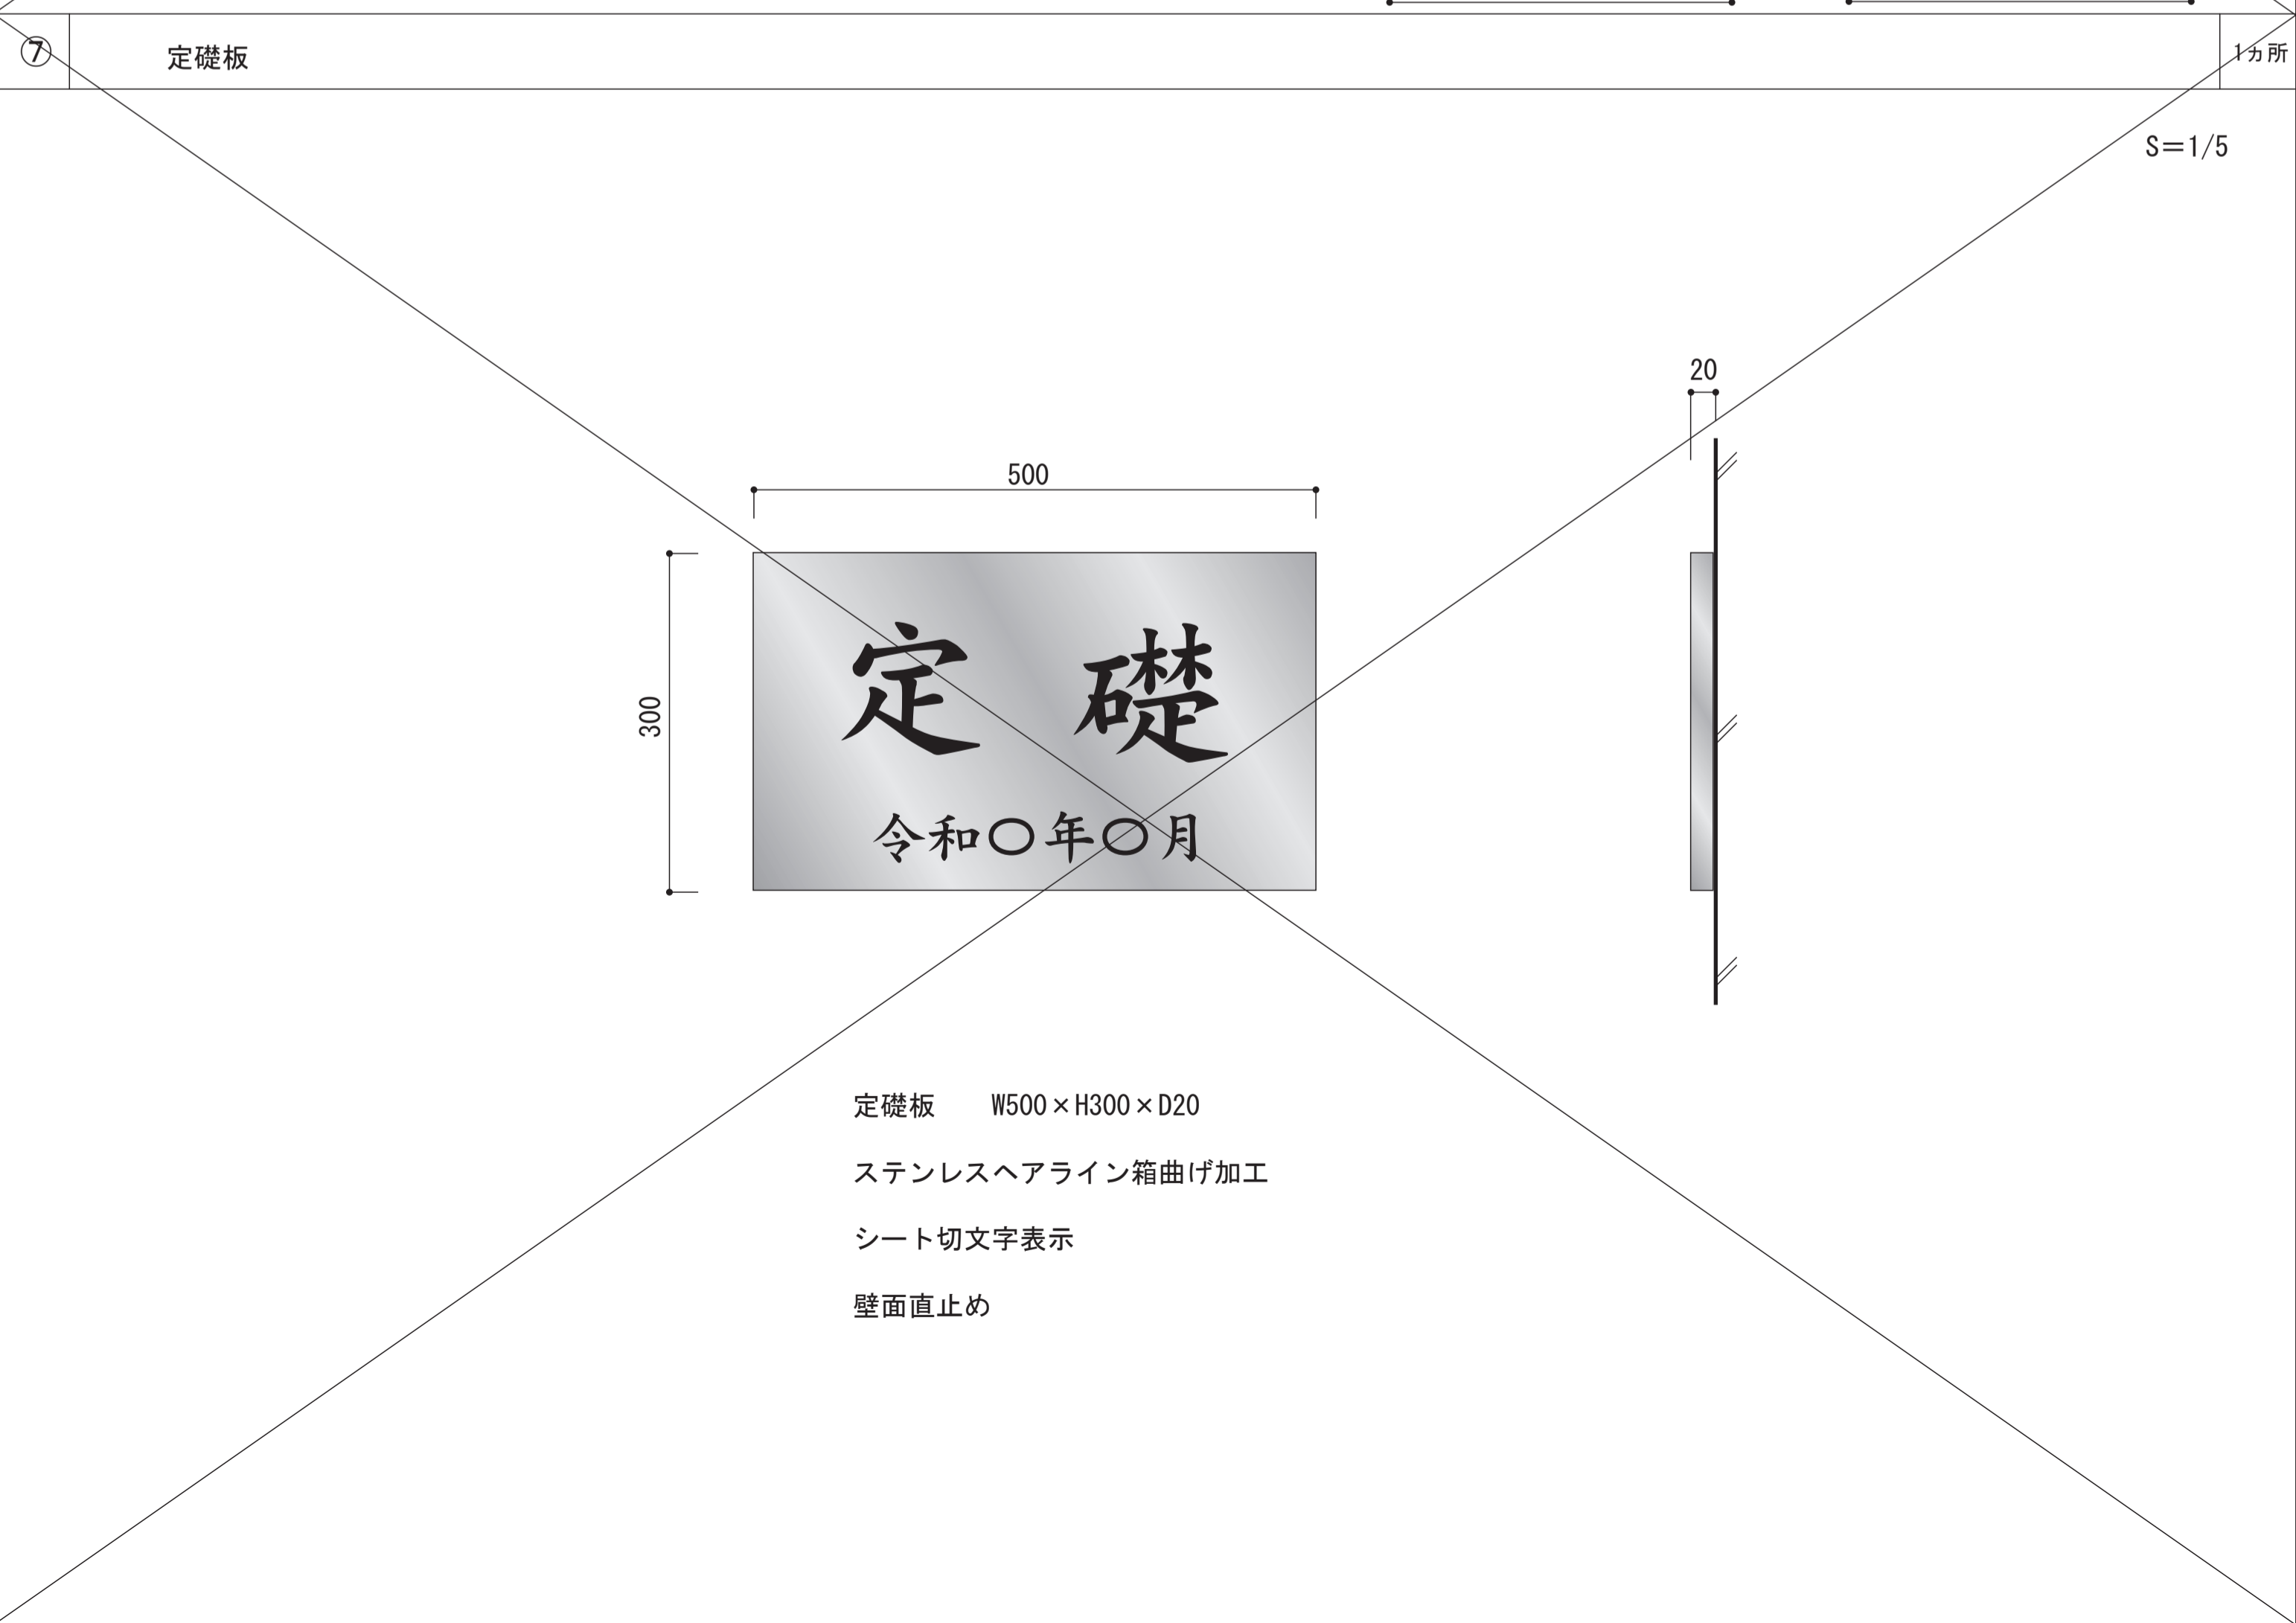 ⑦ 定礎板 1ヵ所
S=1/5
20
500
300
定 礎
令和〇年〇月
定礎板 W500×H300×D20
ステンレスヘアライン箱曲げ加工
シート切文字表示
壁面直止め